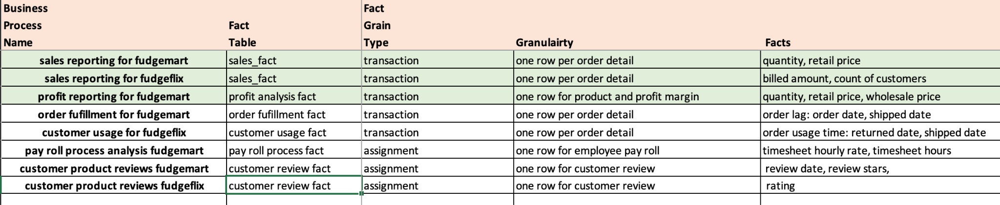 Business Process Name	Fact Table	Fact Grain Type	Granulairty	Facts
sales reporting for fudgemart	sales_fact	transaction	one row per order detail	quantity, retail price
sales reporting for fudgeflix	sales_fact	transaction	one row per order detail	billed amount, count of customers
profit reporting for fudgemart	profit analysis fact	transaction	one row for product and profit margin	quantity, retail price, wholesale price
order fufillment for fudgemart	order fufillment fact	transaction	one row per order detail	order lag: order date, shipped date
customer usage for fudgeflix	customer usage fact	transaction	one row per order detail	order usage time: returned date, shipped date
pay roll process analysis fudgemart	pay roll process fact	assignment	one row for employee pay roll	timesheet hourly rate, timesheet hours
customer product reviews fudgemart	customer review fact	assignment	one row for customer review	review date, review stars,
customer product reviews fudgeflix	customer review fact	assignment	one row for customer review	rating